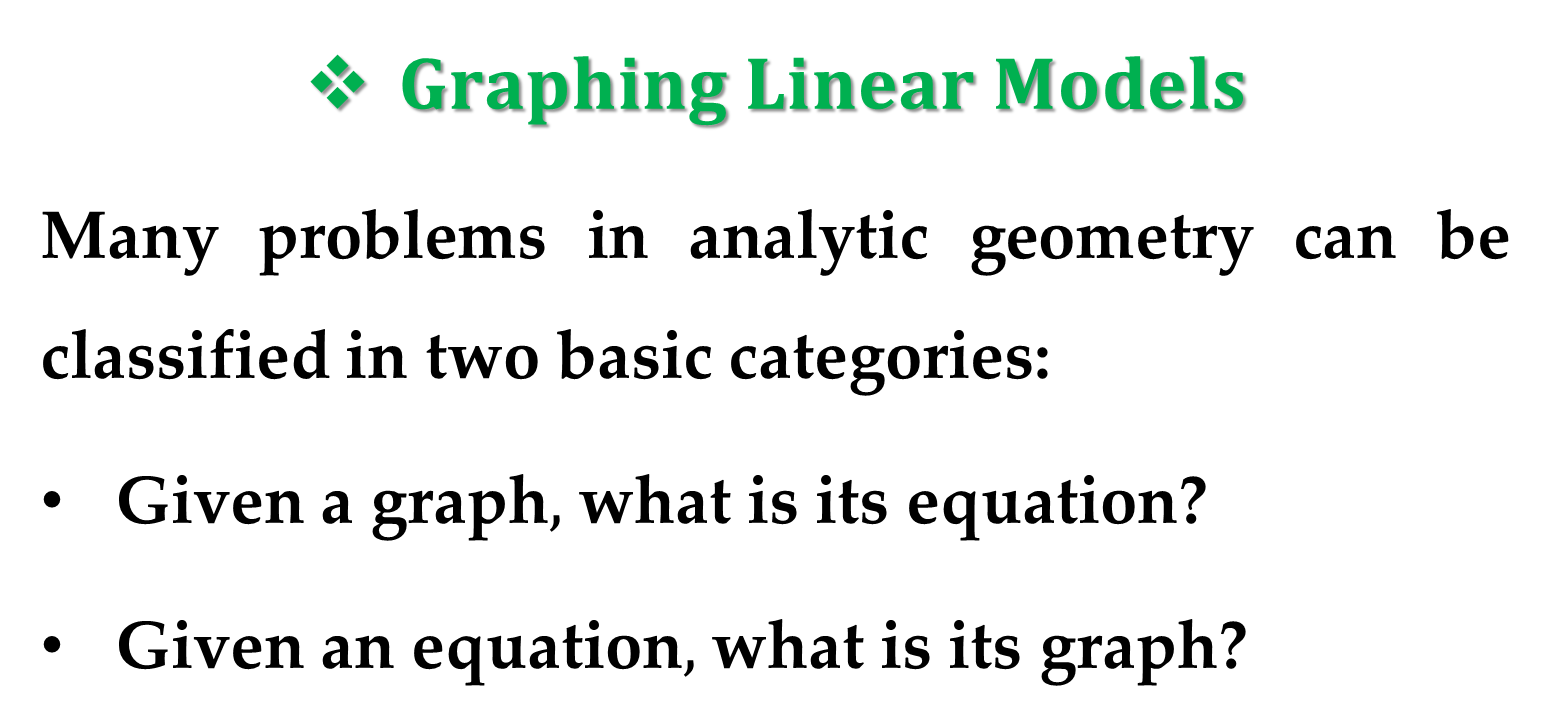 ❖ Graphing Linear Models
Many problems in analytic geometry can be
classified in two basic categories:
• Given a graph, what is its equation?
• Given an equation, what is its graph?